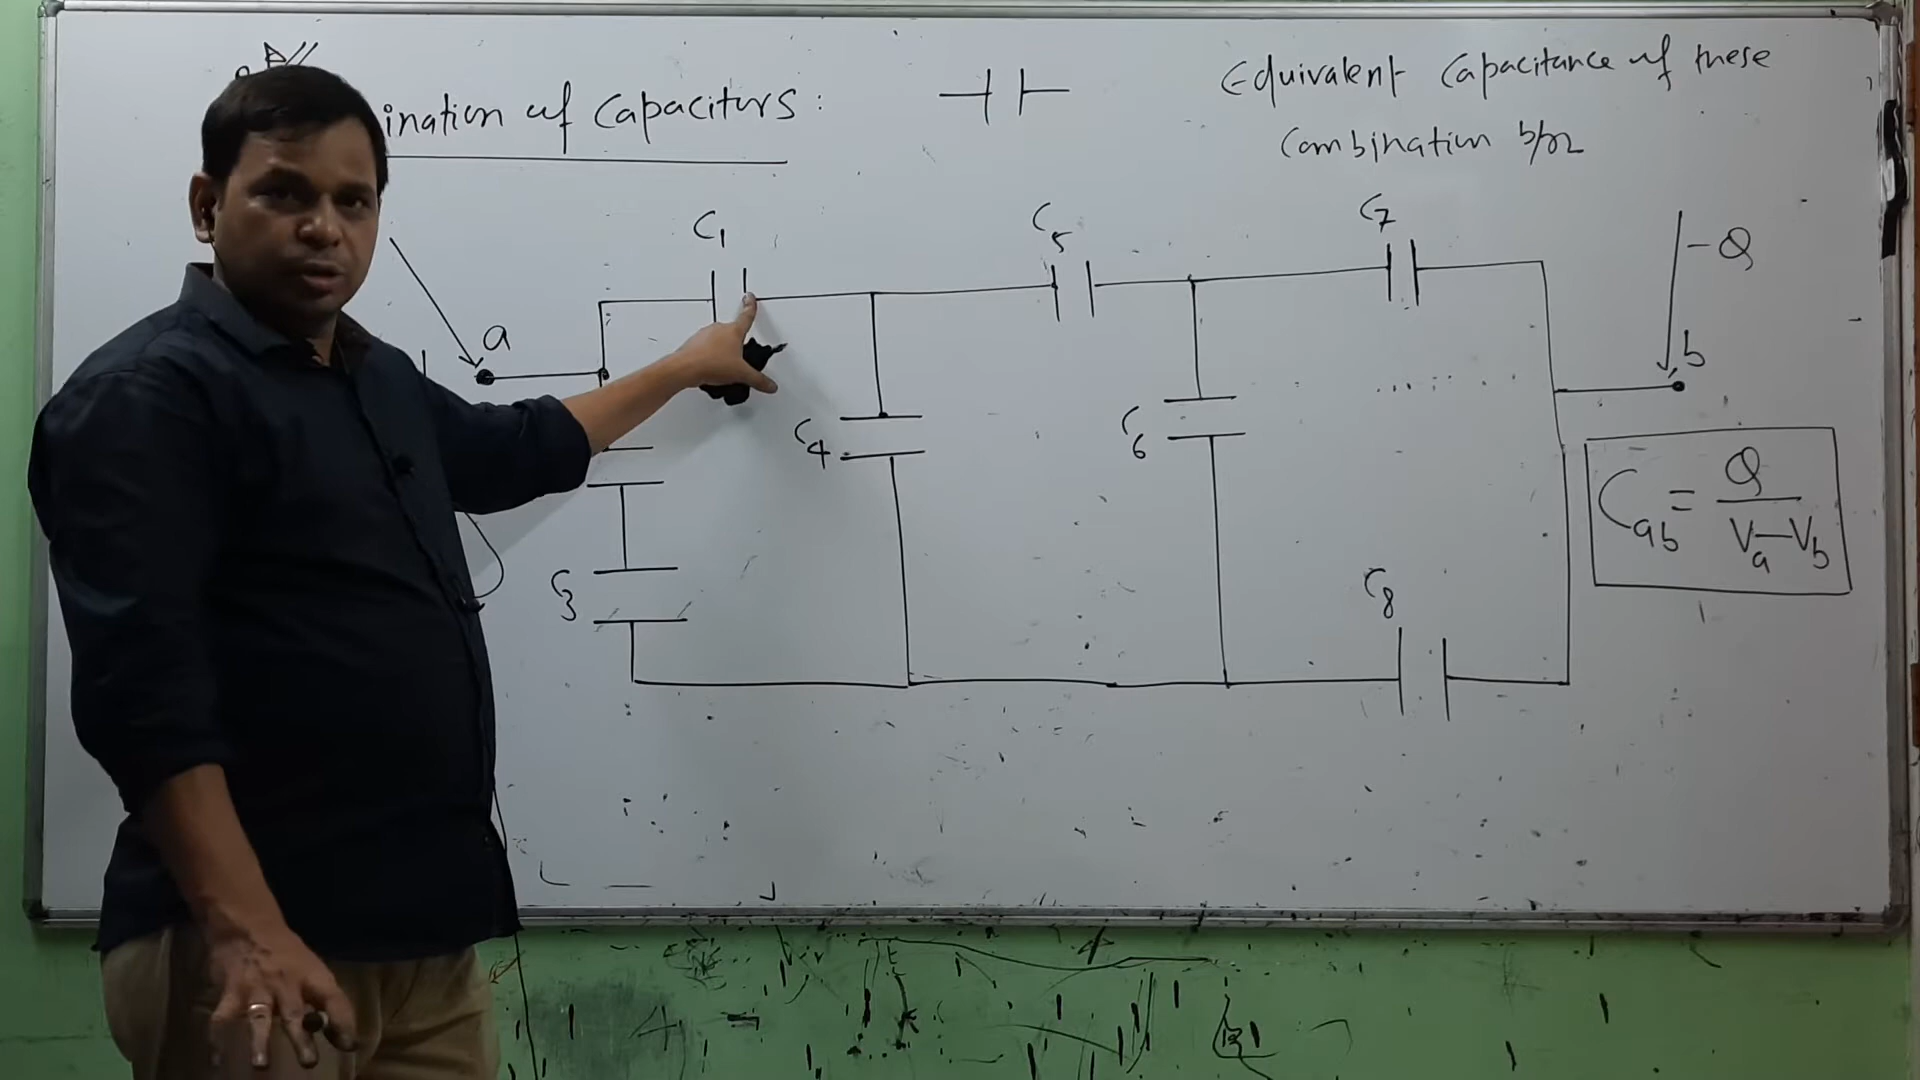 ination of Capacitors :
Equivalent Capacitance of these
Combination b/n
C1
C5
C7
-Q
a
b
C4
C6
Cab = Q / Va-Vb
C3
C8